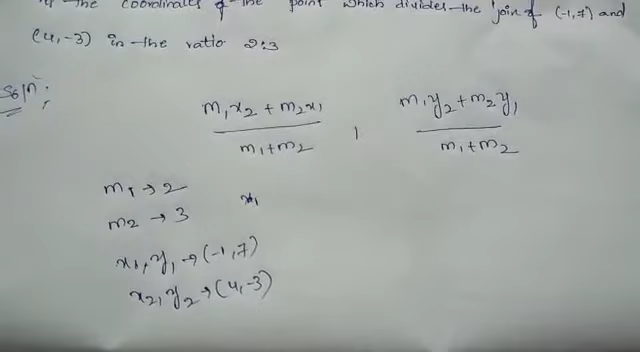 the coordinates of the point which divides the join of (-1,7) and
(4,-3) in the ratio 2:3
Soln:
m₁x₂ + m₂x₁ / m₁+m₂ , m₁y₂ + m₂y₁ / m₁+m₂
m₁ → 2
m₂ → 3 x₁
x₁,y₁ → (-1,7)
x₂,y₂ → (4,-3)